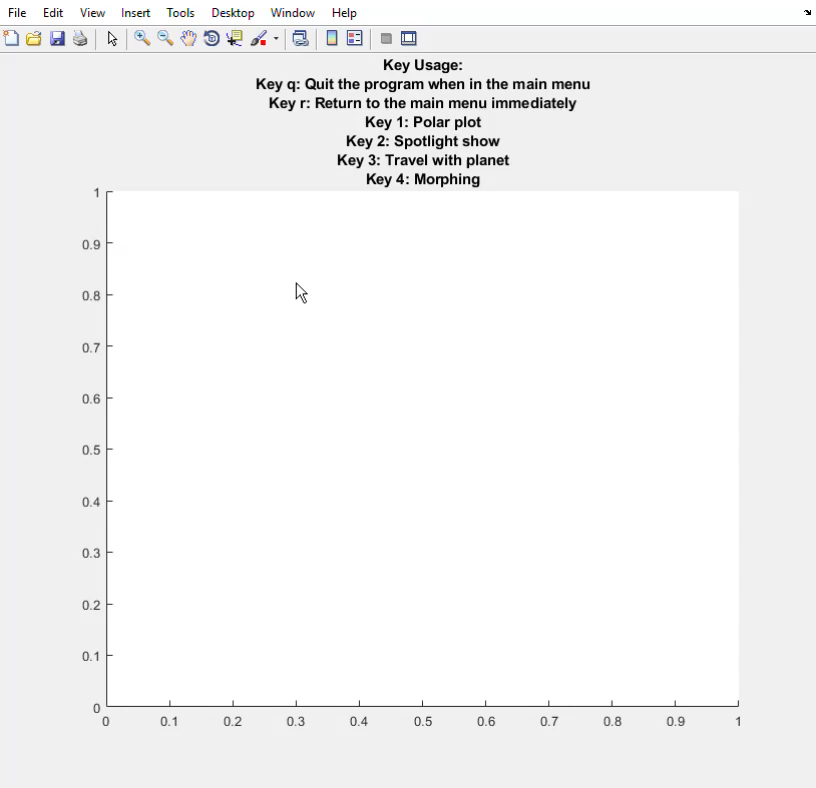 File Edit View Insert Tools Desktop Window Help
Key Usage:
Key q: Quit the program when in the main menu
Key r: Return to the main menu immediately
Key 1: Polar plot
Key 2: Spotlight show
Key 3: Travel with planet
Key 4: Morphing
1
0.9
0.8
0.7
0.6
0.5
0.4
0.3
0.2
0.1
0
0 0.1 0.2 0.3 0.4 0.5 0.6 0.7 0.8 0.9 1